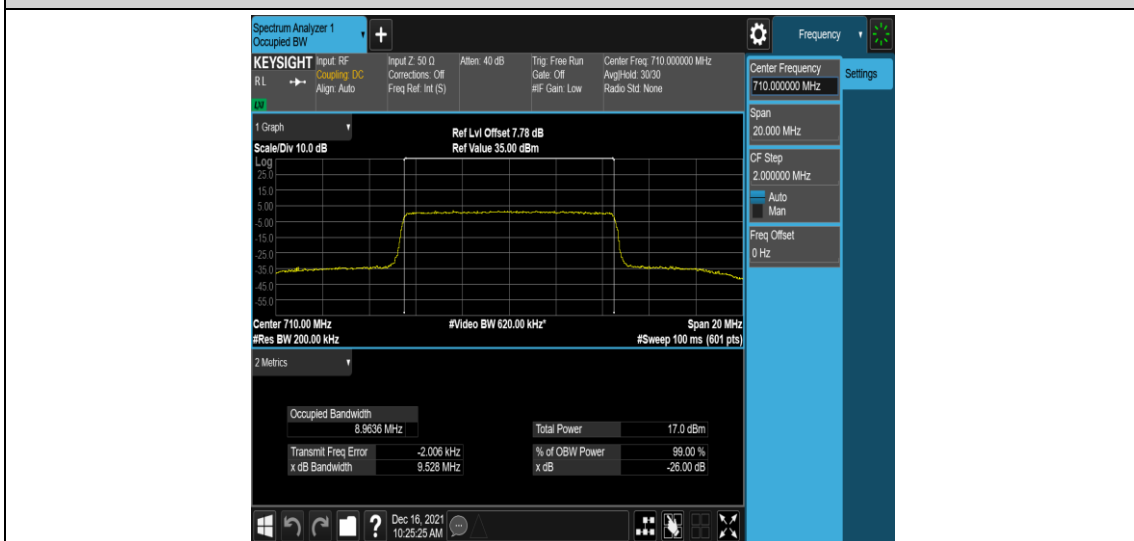 Spectrum Analyzer 1
Occupied BW
+
Frequency
KEYSIGHT Input: RF Input Z: 50 Ω Atten: 40 dB Trig: Free Run Center Freq: 710.000000 MHz
RL Coupling: DC Corrections: Off Gate: Off Avg|Hold: 30/30
Align: Auto Freq Ref: Int (S) #IF Gain: Low Radio Std: None
LXI
Center Frequency
710.000000 MHz
Settings
Span
20.000 MHz
CF Step
2.000000 MHz
Auto
Man
Freq Offset
0 Hz
1 Graph Ref Lvl Offset 7.78 dB
Scale/Div 10.0 dB Ref Value 35.00 dBm
Log
25.0
15.0
5.00
-5.00
-15.0
-25.0
-35.0
-45.0
-55.0
Center 710.00 MHz #Video BW 620.00 kHz* Span 20 MHz
#Res BW 200.00 kHz #Sweep 100 ms (601 pts)
2 Metrics
Occupied Bandwidth
8.9636 MHz Total Power 17.0 dBm
Transmit Freq Error -2.006 kHz % of OBW Power 99.00 %
x dB Bandwidth 9.528 MHz x dB -26.00 dB
? Dec 16, 2021
10:25:25 AM